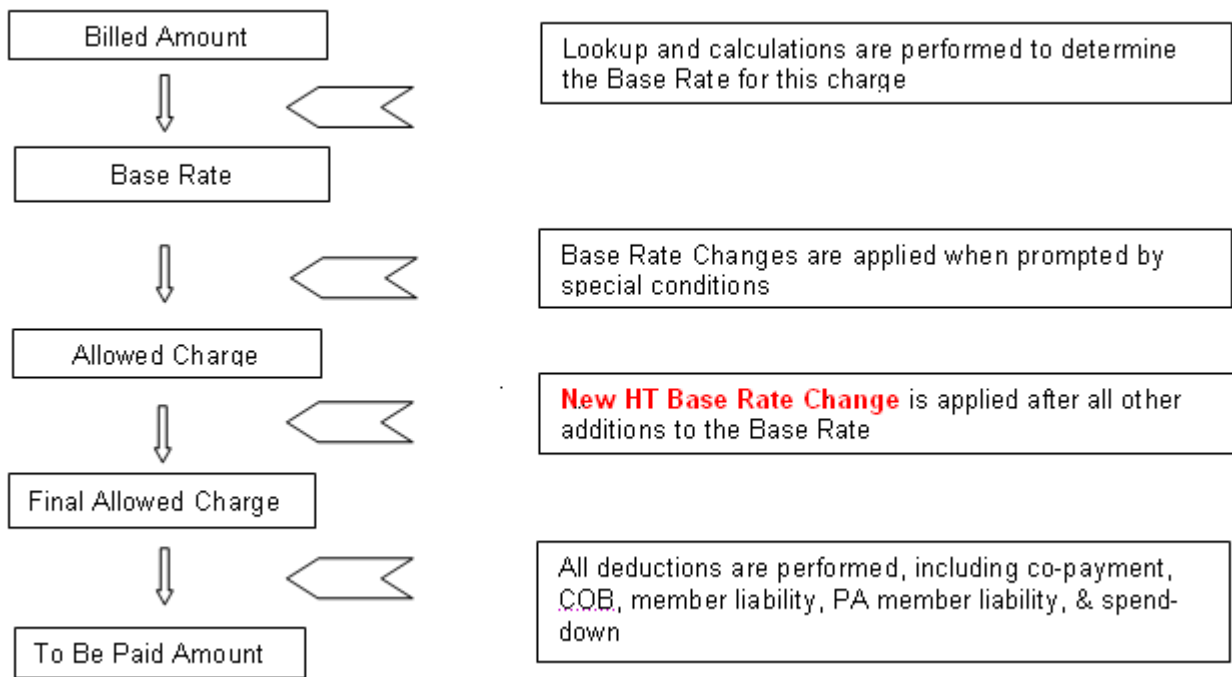 Billed Amount
Lookup and calculations are performed to determine
the Base Rate for this charge
Base Rate
Base Rate Changes are applied when prompted by
special conditions
Allowed Charge
New HT Base Rate Change is applied after all other
additions to the Base Rate
Final Allowed Charge
All deductions are performed, including co-payment,
COB, member liability, PA member liability, & spend-
down
To Be Paid Amount